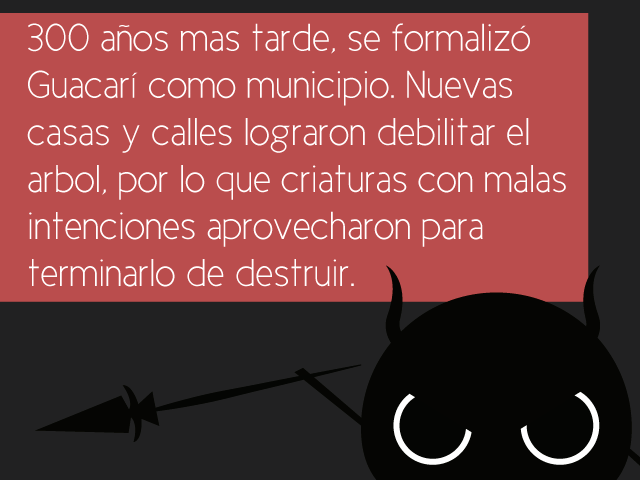 300 años mas tarde, se formalizó
Guacarí como municipio. Nuevas
casas y calles lograron debilitar el
arbol, por lo que criaturas con malas
intenciones aprovecharon para
terminarlo de destruir.